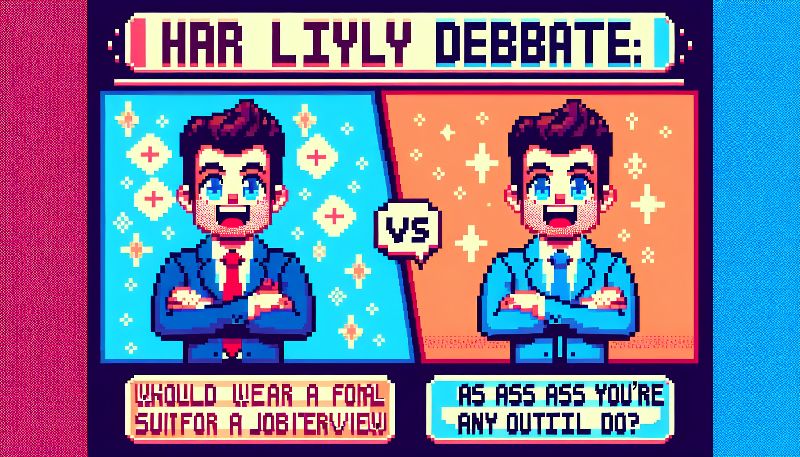 HAR LIYLY DEBBATE:
VS
WHOULD WEAR A FOML
SUITFOR A JOBITERVIEW
AS ASS ASS YOU'RE
ANY OUTIIL DO?